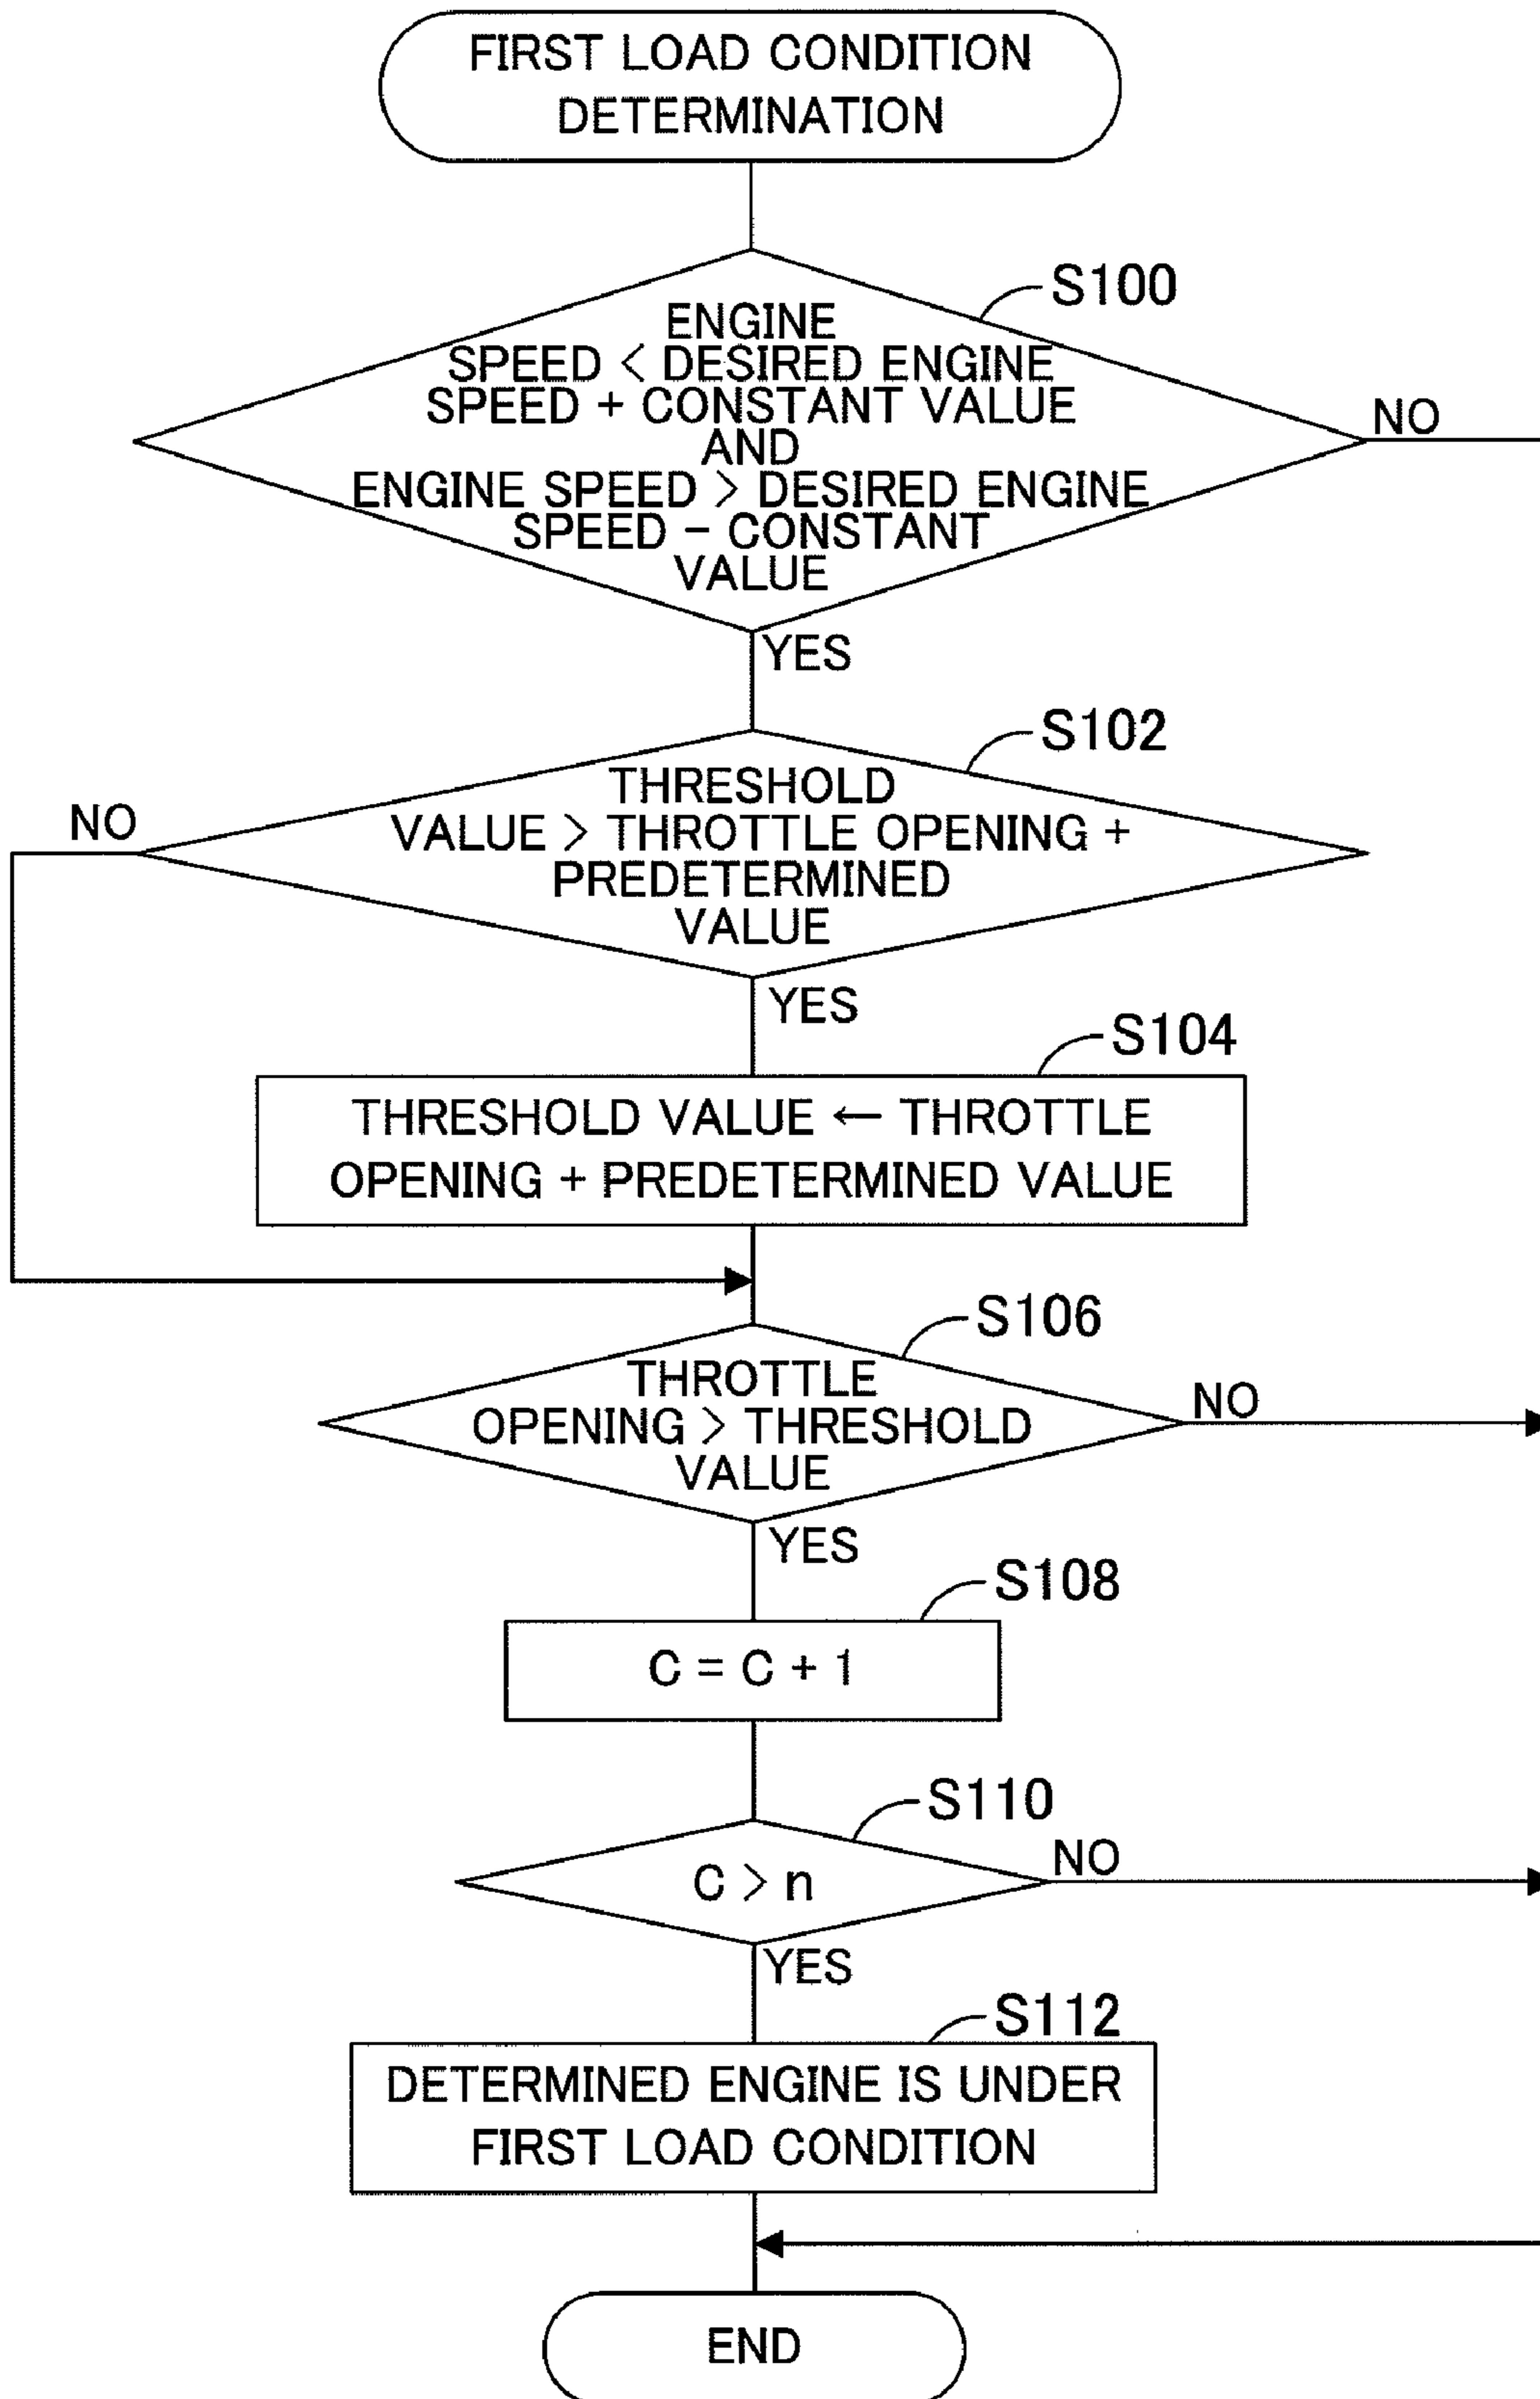 FIRST LOAD CONDITION
DETERMINATION
S100
ENGINE
SPEED < DESIRED ENGINE
SPEED + CONSTANT VALUE
AND
ENGINE SPEED > DESIRED ENGINE
SPEED - CONSTANT
VALUE
NO
YES
S102
THRESHOLD
VALUE > THROTTLE OPENING +
PREDETERMINED
VALUE
NO
YES
S104
THRESHOLD VALUE ← THROTTLE
OPENING + PREDETERMINED VALUE
S106
THROTTLE
OPENING > THRESHOLD
VALUE
NO
YES
S108
C = C + 1
S110
C > n
NO
YES
S112
DETERMINED ENGINE IS UNDER
FIRST LOAD CONDITION
END